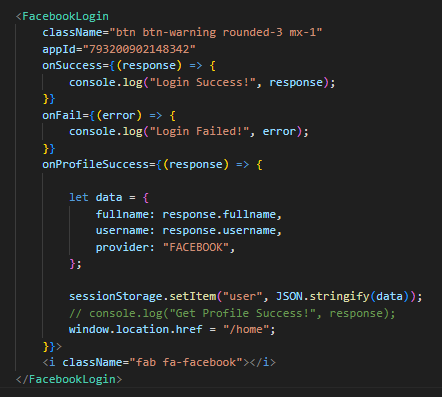 <FacebookLogin
    className="btn btn-warning rounded-3 mx-1"
    appId="793200902148342"
    onSuccess={(response) => {
        console.log("Login Success!", response);
    }}
    onFail={(error) => {
        console.log("Login Failed!", error);
    }}
    onProfileSuccess={(response) => {

        let data = {
            fullname: response.fullname,
            username: response.username,
            provider: "FACEBOOK",
        };

        sessionStorage.setItem("user", JSON.stringify(data));
        // console.log("Get Profile Success!", response);
        window.location.href = "/home";
    }}>
    <i className="fab fa-facebook"></i>
</FacebookLogin>